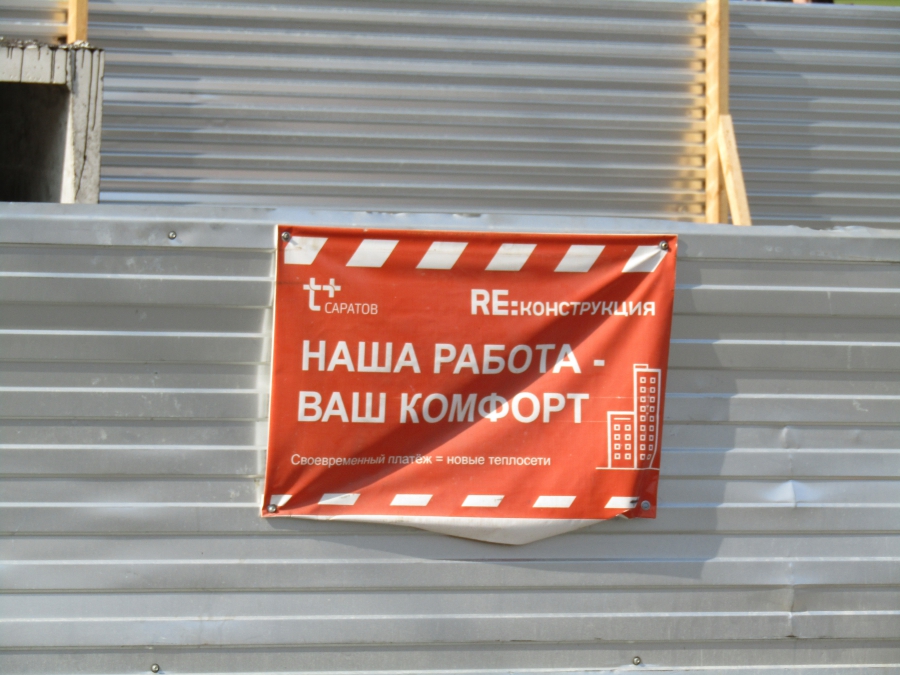 т+ САРАТОВ
RE:КОНСТРУКЦИЯ
НАША РАБОТА -
ВАШ КОМФОРТ
Своевременный платёж = новые теплосети